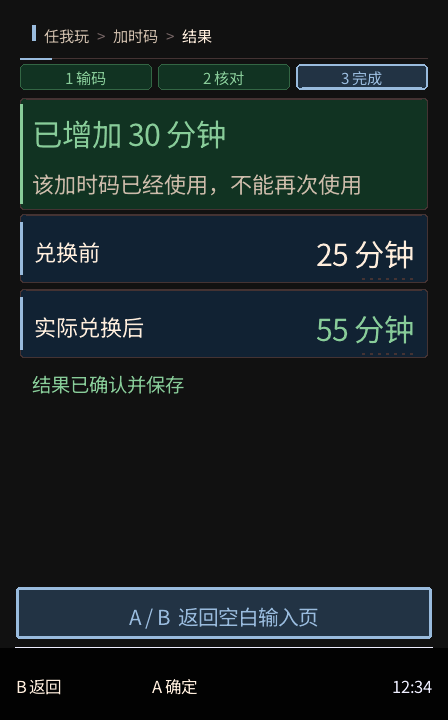 任我玩 > 加时码 > 结果
1 输码 2 核对 3 完成
已增加 30 分钟
该加时码已经使用，不能再次使用
兑换前 25 分钟
实际兑换后 55 分钟
结果已确认并保存
A / B 返回空白输入页
B 返回 A 确定 12:34